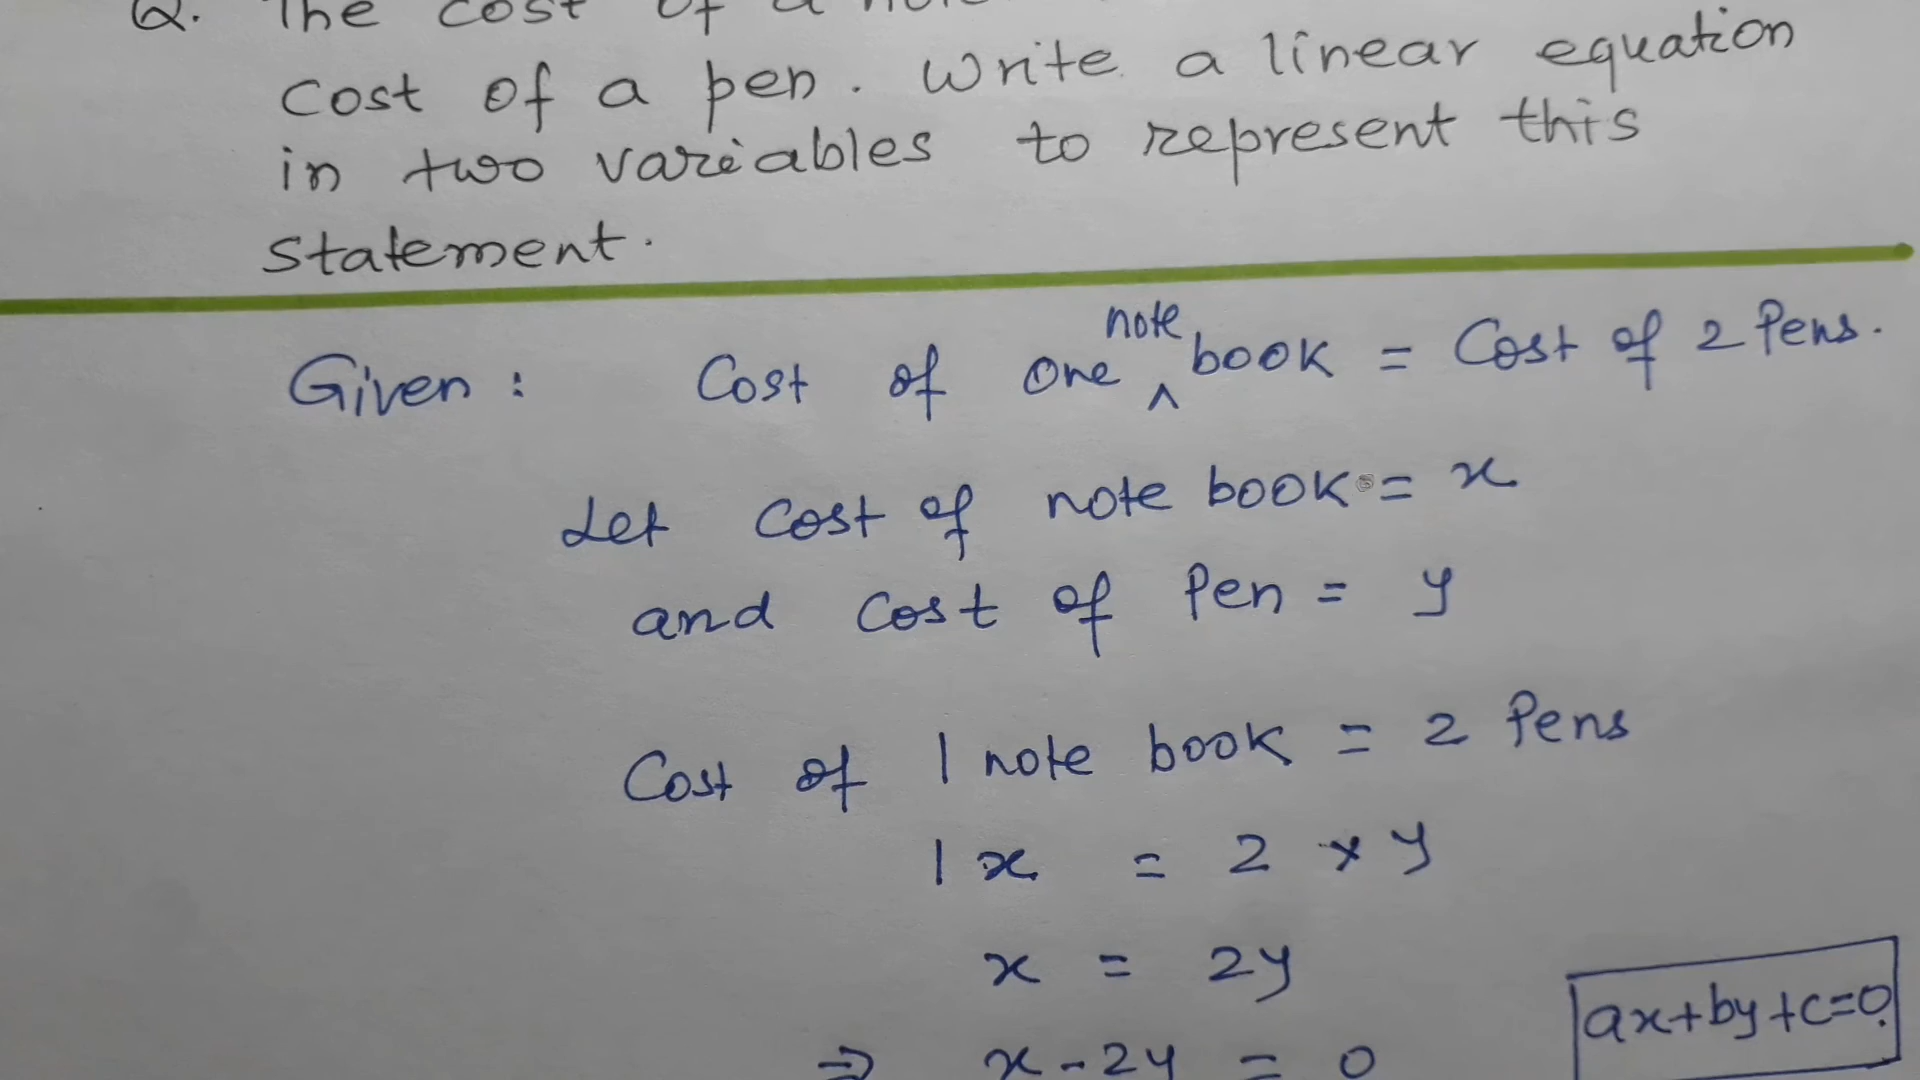 Q. The cost of a
cost of a pen. Write a linear equation
in two variables to represent this
statement.
Given : Cost of one ^ note book = Cost of 2 Pens.
Let cost of note book = x
and cost of Pen = y
Cost of 1 note book = 2 Pens
1x = 2 × y
x = 2y
ax+by+c=0
⇒ x - 2y = 0